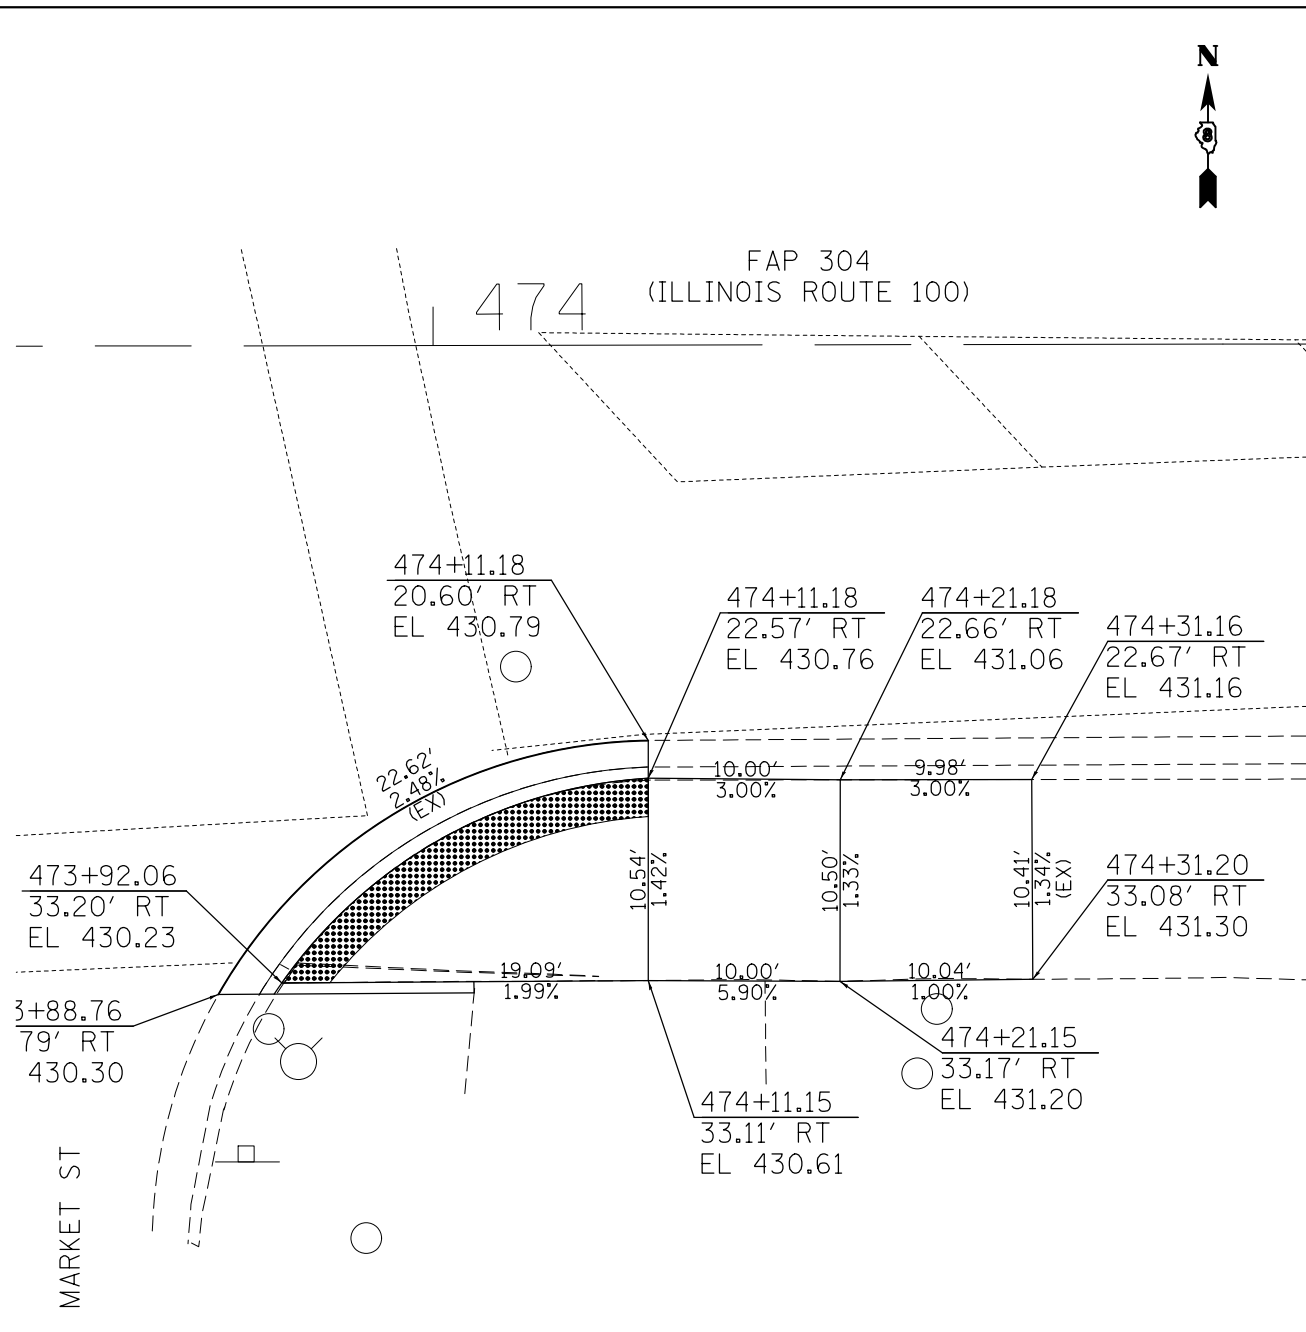 N
8
FAP 304
(ILLINOIS ROUTE 100)
474
474+11.18
20.60' RT
EL 430.79
474+11.18
22.57' RT
EL 430.76
474+21.18
22.66' RT
EL 431.06
474+31.16
22.67' RT
EL 431.16
22.62'
2.48%
(EX)
10.00'
3.00%
9.98'
3.00%
473+92.06
33.20' RT
EL 430.23
10.54'
1.42%
10.50'
1.33%
10.41'
1.34%
(EX)
474+31.20
33.08' RT
EL 431.30
19.09'
1.99%
10.00'
5.90%
10.04'
1.00%
3+88.76
79' RT
430.30
474+21.15
33.17' RT
EL 431.20
474+11.15
33.11' RT
EL 430.61
MARKET ST